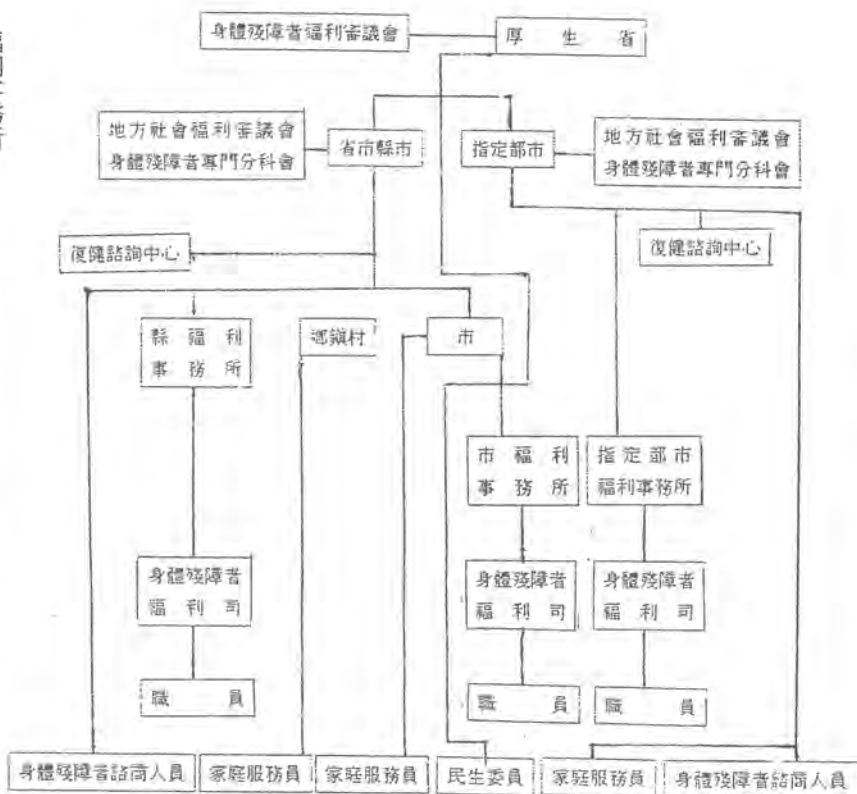 身體殘障者福利審議會
厚生省
地方社會福利審議會
身體殘障者專門分科會
省市縣市
指定都市
地方社會福利審議會
身體殘障者專門分科會
復健諮詢中心
復健諮詢中心
縣福利
事務所
鄉鎮村
市
市福利
事務所
指定都市
福利事務所
身體殘障者
福利司
身體殘障者
福利司
身體殘障者
福利司
職員
職員
職員
身體殘障者諮商人員
家庭服務員
家庭服務員
民生委員
家庭服務員
身體殘障者諮商人員